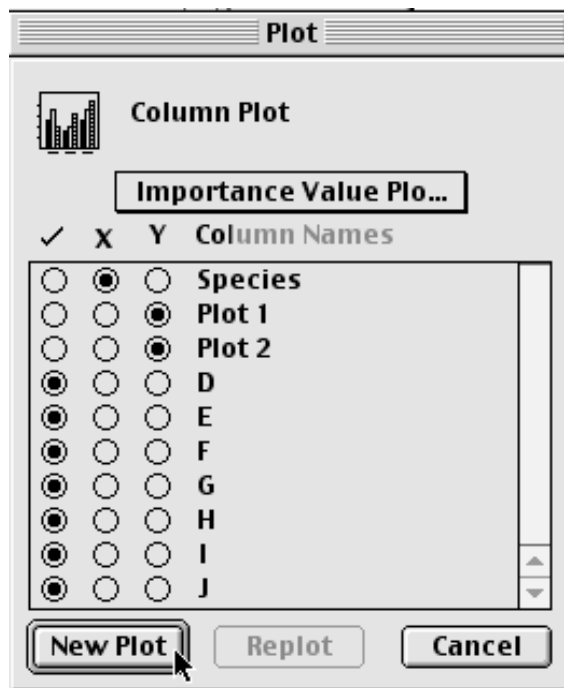 Plot
Column Plot
Importance Value Plo...
✓ X Y Column Names
Species
Plot 1
Plot 2
D
E
F
G
H
I
J
New Plot Replot Cancel